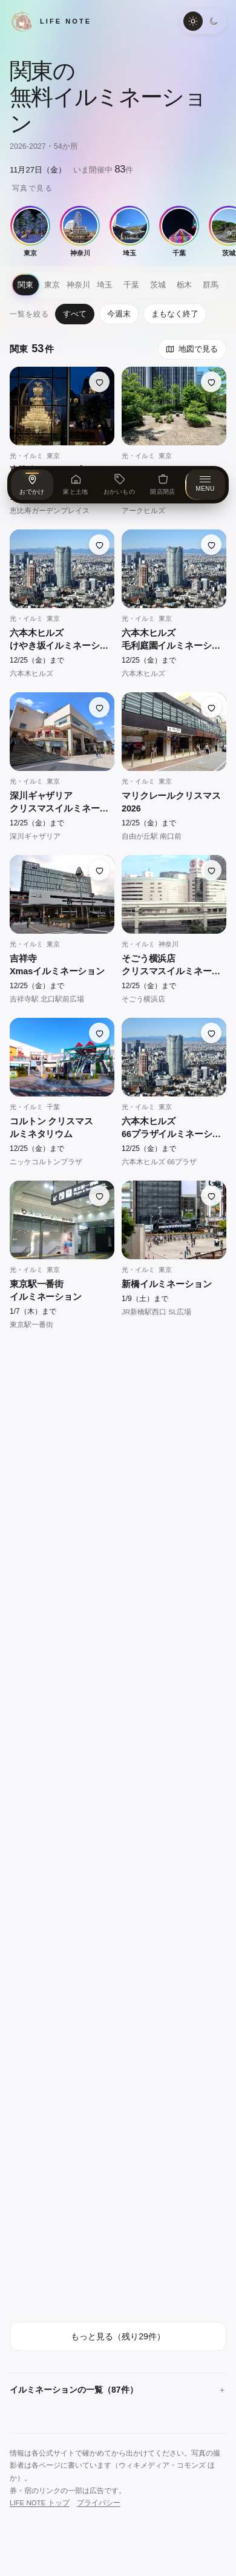 LIFE NOTE
関東の
無料イルミネーショ
ン
2026-2027・54か所
11月27日（金） いま開催中 83件
写真で見る
東京 神奈川 埼玉 千葉 茨城
関東 東京 神奈川 埼玉 千葉 茨城 栃木 群馬
一覧を絞る すべて 今週末 まもなく終了
関東 53件 地図で見る
光・イルミ 東京
光・イルミ 東京
おでかけ 家と土地 おかいもの 開店閉店 MENU
恵比寿ガーデンプレイス
アークヒルズ
光・イルミ 東京
六本木ヒルズ
けやき坂イルミネーシ…
12/25（金）まで
六本木ヒルズ
光・イルミ 東京
六本木ヒルズ
毛利庭園イルミネーシ…
12/25（金）まで
六本木ヒルズ
光・イルミ 東京
深川ギャザリア
クリスマスイルミネー…
12/25（金）まで
深川ギャザリア
光・イルミ 東京
マリクレールクリスマス
2026
12/25（金）まで
自由が丘駅 南口前
光・イルミ 東京
吉祥寺
Xmasイルミネーション
12/25（金）まで
吉祥寺駅 北口駅前広場
光・イルミ 神奈川
そごう横浜店
クリスマスイルミネー…
12/25（金）まで
そごう横浜店
光・イルミ 千葉
コルトン クリスマス
ルミネタリウム
12/25（金）まで
ニッケコルトンプラザ
光・イルミ 東京
六本木ヒルズ
66プラザイルミネーシ…
12/25（金）まで
六本木ヒルズ 66プラザ
光・イルミ 東京
東京駅一番街
イルミネーション
1/7（木）まで
東京駅一番街
光・イルミ 東京
新橋イルミネーション
1/9（土）まで
JR新橋駅西口 SL広場
もっと見る（残り29件）
イルミネーションの一覧（87件） +
情報は各公式サイトで確かめてから出かけてください。写真の撮
影者は各ページに書いています（ウィキメディア・コモンズ ほ
か）。
券・宿のリンクの一部は広告です。
LIFE NOTE トップ プライバシー